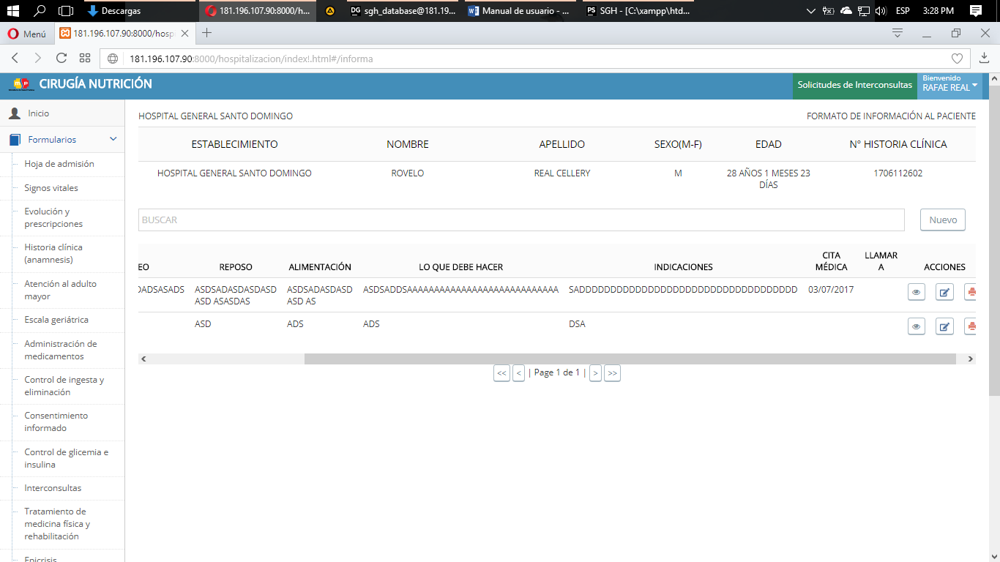 Descargas
181.196.107.90:8000/h...
DG sgh_database@181.19...
Manual de usuario - ...
PS SGH - [C:\xampp\htd...
ESP
3:28 PM
Menú
181.196.107.90:8000/hosp
181.196.107.90:8000/hospitalizacion/index!.html#/informa
CIRUGÍA NUTRICIÓN
Solicitudes de Interconsultas
Bienvenido
RAFAE REAL
Inicio
Formularios
Hoja de admisión
Signos vitales
Evolución y
prescripciones
Historia clínica
(anamnesis)
Atención al adulto
mayor
Escala geriátrica
Administración de
medicamentos
Control de ingesta y
eliminación
Consentimiento
informado
Control de glicemia e
insulina
Interconsultas
Tratamiento de
medicina física y
rehabilitación
Epicrisis
HOSPITAL GENERAL SANTO DOMINGO
FORMATO DE INFORMACIÓN AL PACIENTE
ESTABLECIMIENTO NOMBRE APELLIDO SEXO(M-F) EDAD N° HISTORIA CLÍNICA
HOSPITAL GENERAL SANTO DOMINGO ROVELO REAL CELLERY M 28 AÑOS 1 MESES 23 1706112602
DÍAS
BUSCAR
Nuevo
CITA LLAMAR
EO REPOSO ALIMENTACIÓN LO QUE DEBE HACER INDICACIONES MÉDICA A ACCIONES
DADSASADS ASDSADASDASDASD ASDSADASDASD ASDSADDSAAAAAAAAAAAAAAAAAAAAAAAAAAAA SADDDDDDDDDDDDDDDDDDDDDDDDDDDDDDDDDDD 03/07/2017
ASD ASASDAS ASD AS
ASD ADS ADS DSA
<< < | Page 1 de 1 | > >>